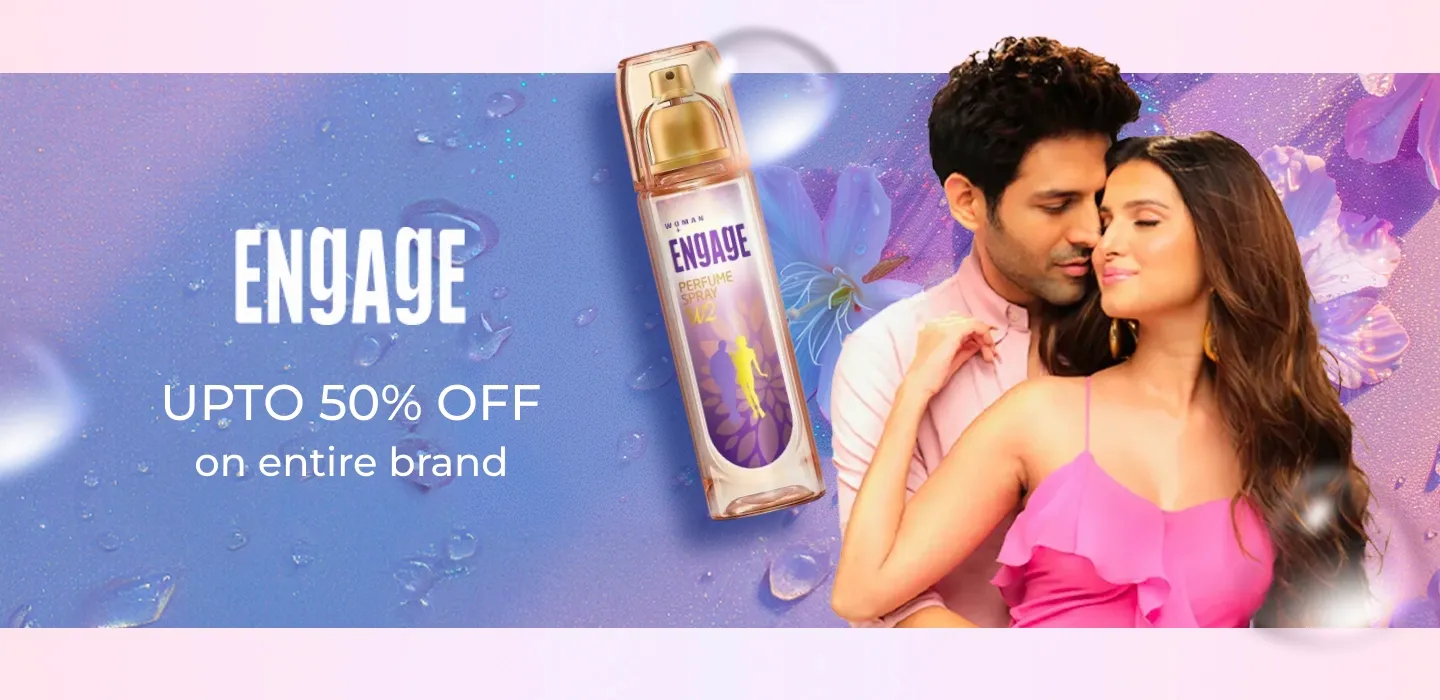 ENGAGE
UPTO 50% OFF
on entire brand
WOMAN
ENGAGE
PERFUME
SPRAY
W2